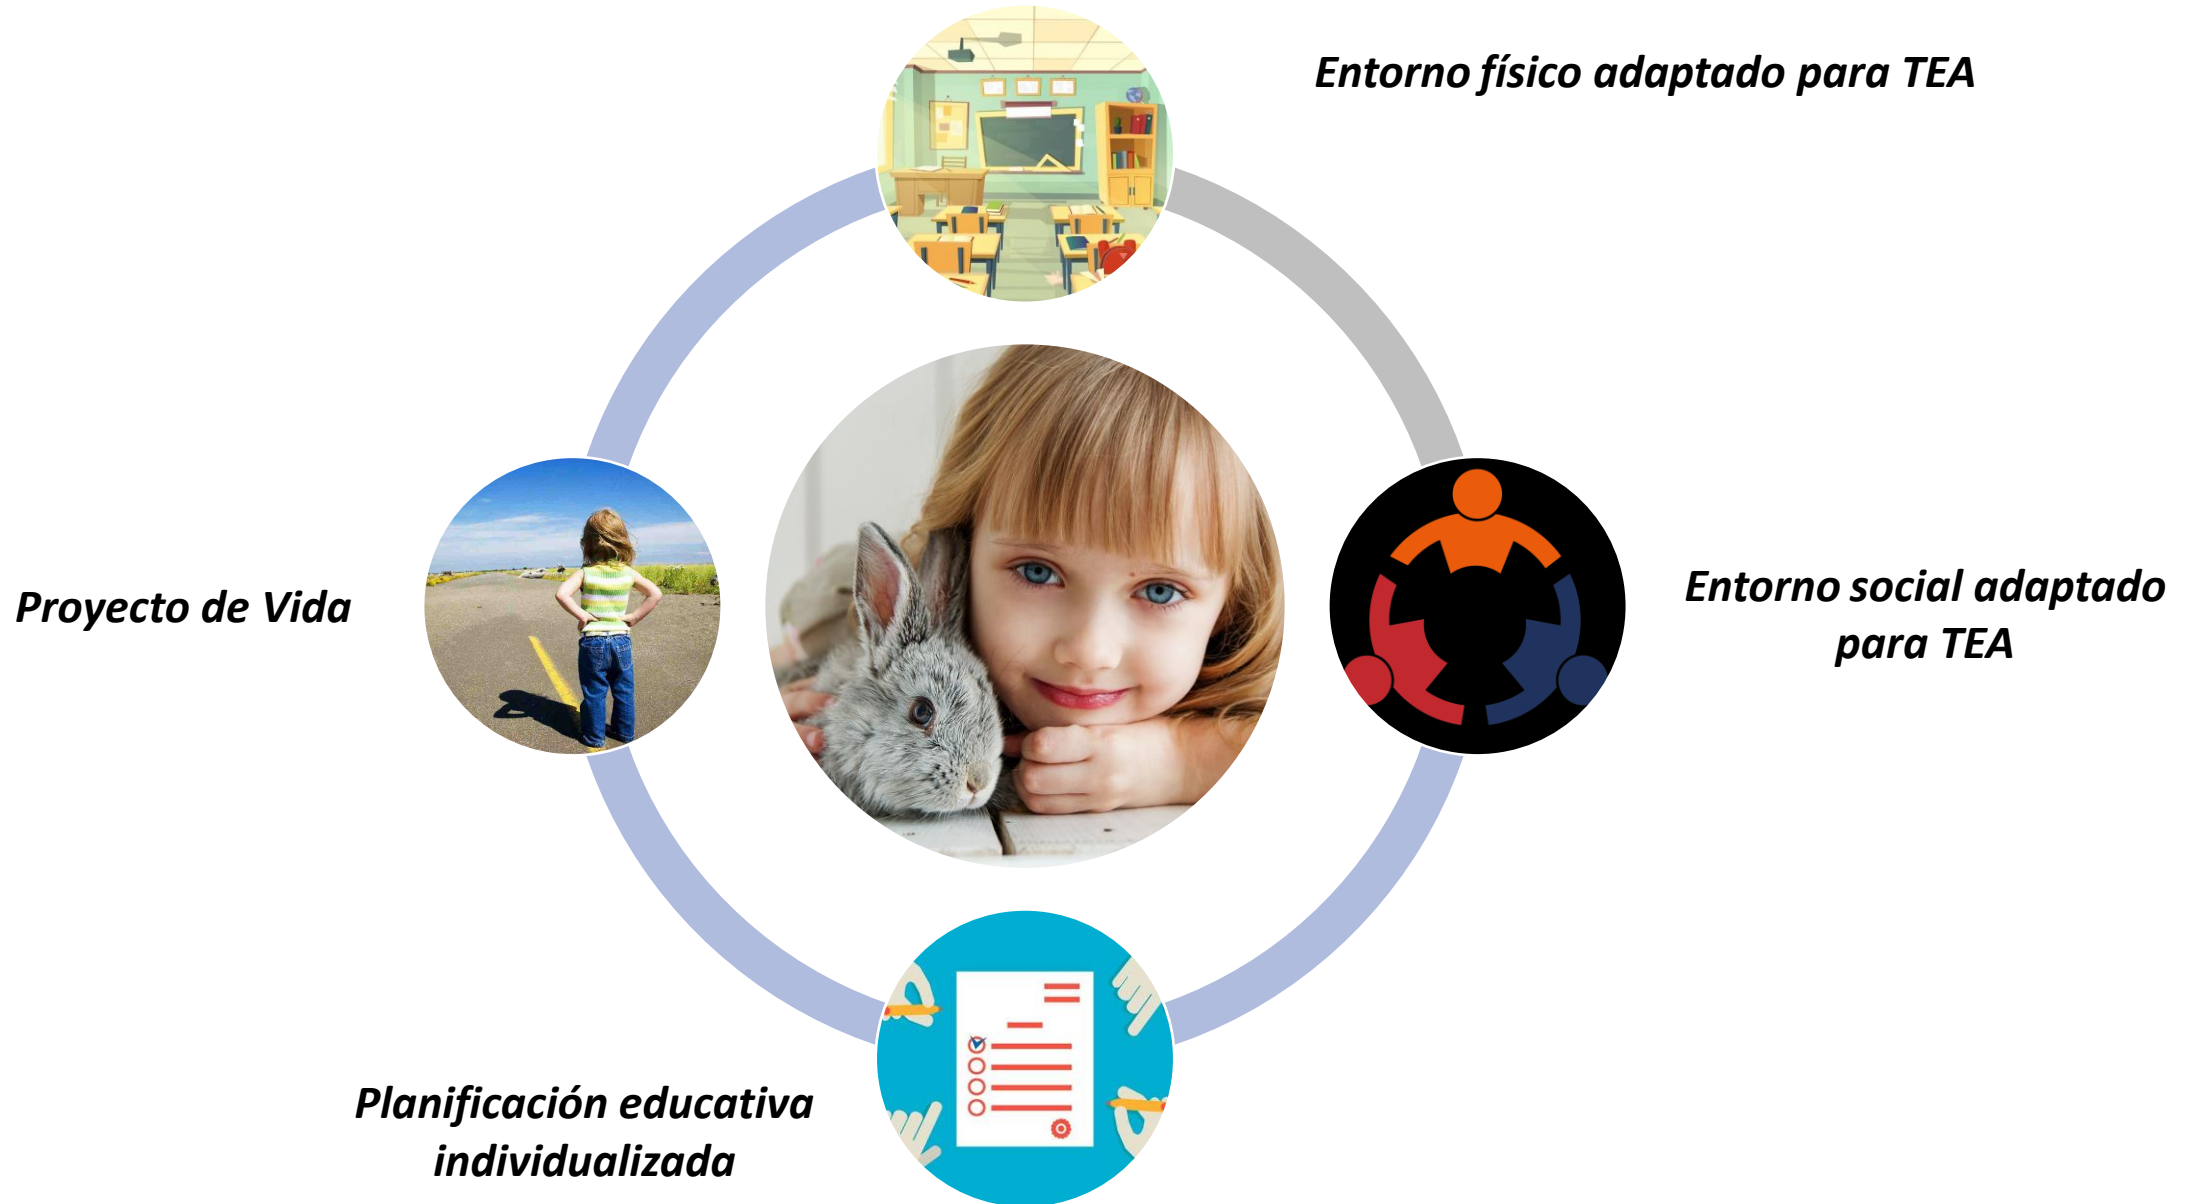 Entorno físico adaptado para TEA
Proyecto de Vida
Entorno social adaptado
para TEA
Planificación educativa
individualizada